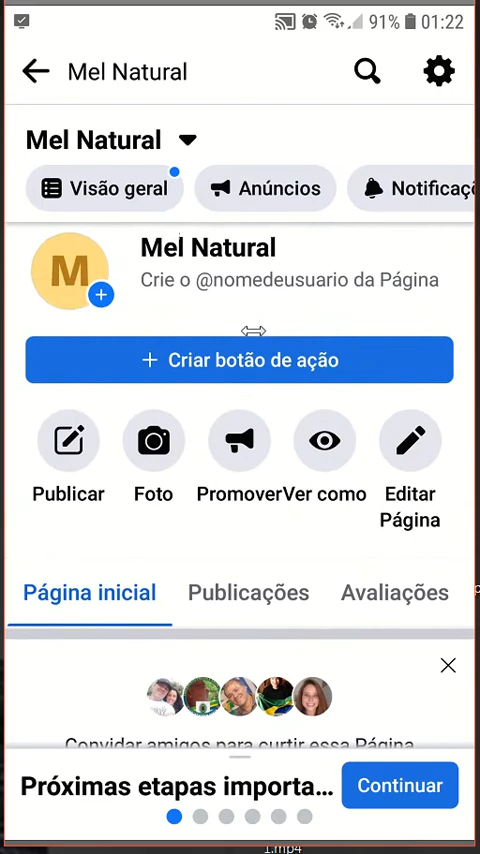 91% 01:22
Mel Natural
Mel Natural
Visão geral Anúncios Notificaç
M Mel Natural
Crie o @nomedeusuario da Página
+ Criar botão de ação
Publicar Foto Promover Ver como Editar
Página
Página inicial Publicações Avaliações
Convidar amigos para curtir essa Página
Próximas etapas importa... Continuar
1.mp4